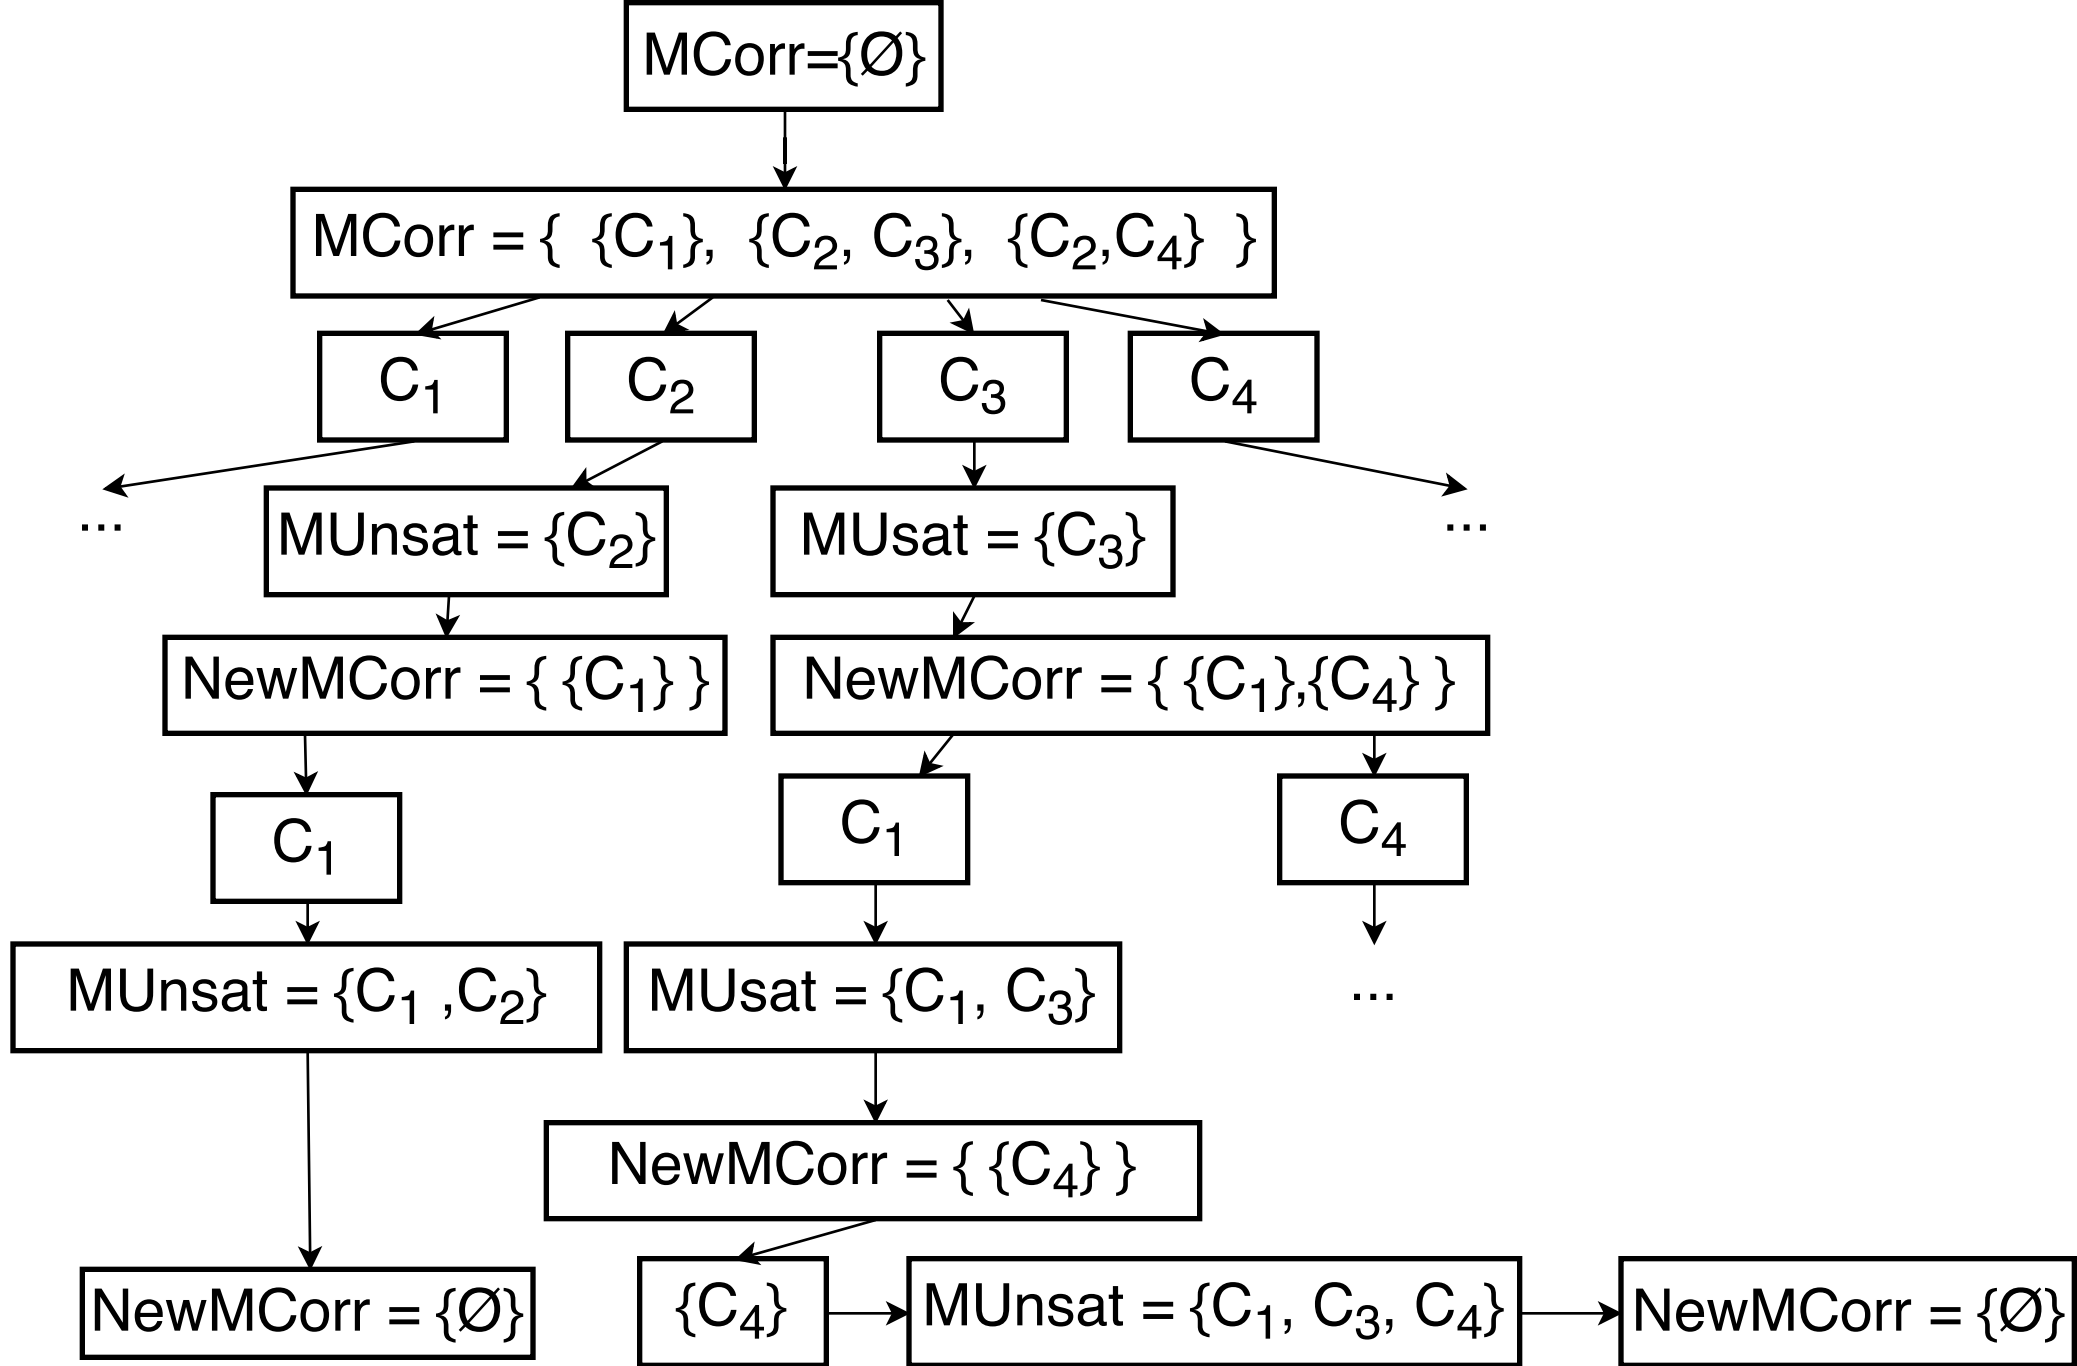 MCorr={Ø}
MCorr = { {C₁}, {C₂, C₃}, {C₂,C₄} }
C₁ C₂ C₃ C₄
... MUnsat = {C₂} MUsat = {C₃} ...
NewMCorr = { {C₁} } NewMCorr = { {C₁},{C₄} }
C₁ C₁ C₄
MUnsat = {C₁ ,C₂} MUsat = {C₁, C₃} ...
NewMCorr = { {C₄} }
NewMCorr = {Ø} {C₄} MUnsat = {C₁, C₃, C₄} NewMCorr = {Ø}